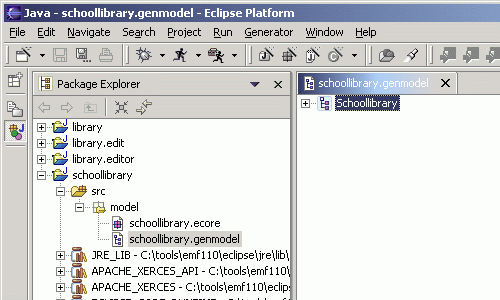 Java - schoollibrary.genmodel - Eclipse Platform
File Edit Navigate Search Project Run Generator Window Help
Package Explorer
schoollibrary.genmodel
Schoollibrary
library
library.edit
library.editor
schoollibrary
src
model
schoollibrary.ecore
schoollibrary.genmodel
JRE_LIB - C:\tools\emf110\eclipse\jre\lib\
APACHE_XERCES_API - C:\tools\emf110\
APACHE_XERCES - C:\tools\emf110\eclips